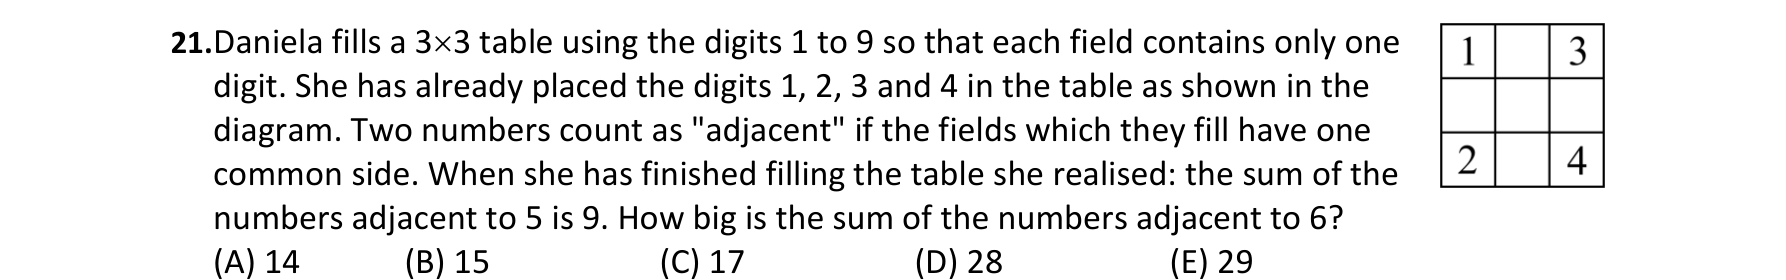 21.Daniela fills a 3×3 table using the digits 1 to 9 so that each field contains only one
digit. She has already placed the digits 1, 2, 3 and 4 in the table as shown in the
diagram. Two numbers count as "adjacent" if the fields which they fill have one
common side. When she has finished filling the table she realised: the sum of the
numbers adjacent to 5 is 9. How big is the sum of the numbers adjacent to 6?
(A) 14 (B) 15 (C) 17 (D) 28 (E) 29
1 3
2 4